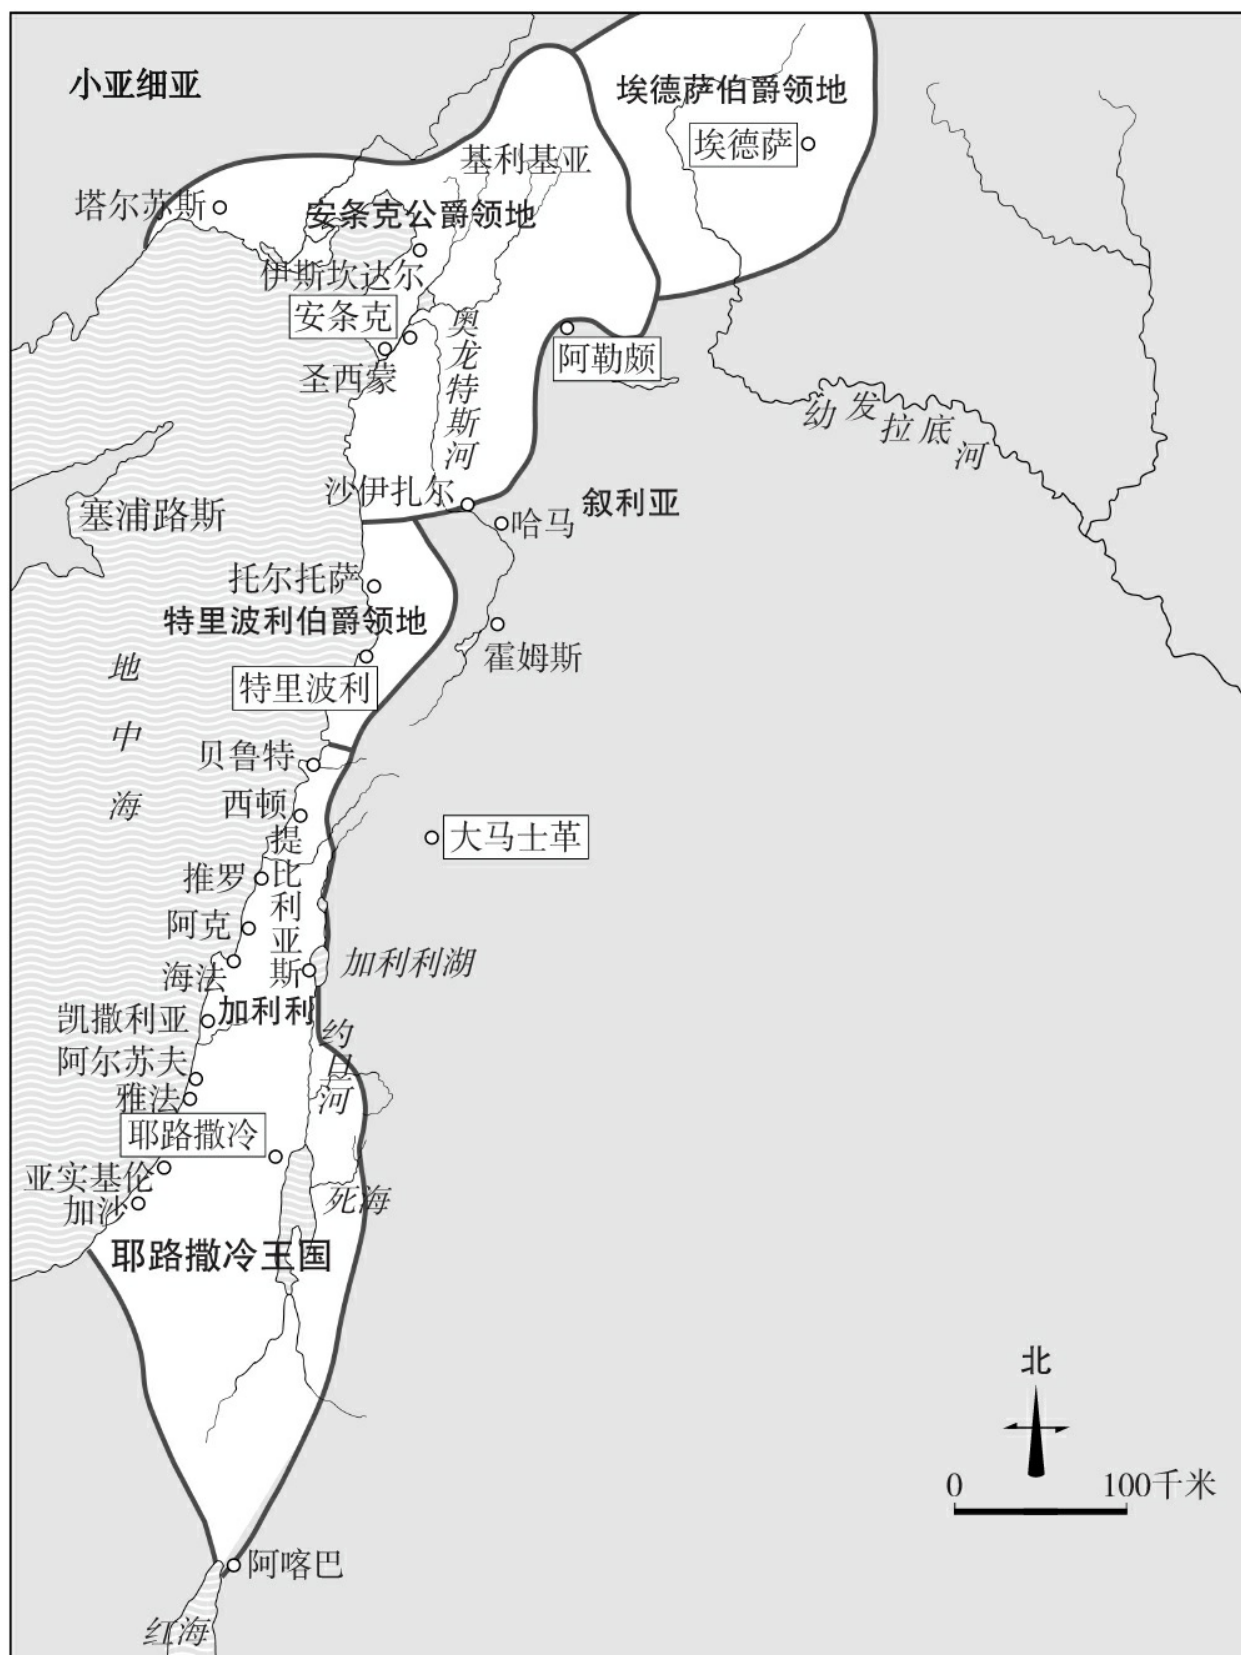 小亚细亚
埃德萨伯爵领地
埃德萨
基利基亚
塔尔苏斯
安条克公爵领地
伊斯坎达尔
安条克
奥龙特斯河
阿勒颇
圣西蒙
幼发拉底河
沙伊扎尔
叙利亚
塞浦路斯
哈马
托尔托萨
特里波利伯爵领地
霍姆斯
地中海
特里波利
贝鲁特
西顿
提比利亚斯
大马士革
推罗
阿克
海法
加利利湖
加利利
凯撒利亚
约旦河
阿尔苏夫
雅法
耶路撒冷
亚实基伦
死海
加沙
耶路撒冷王国
北
0 100千米
阿喀巴
红海